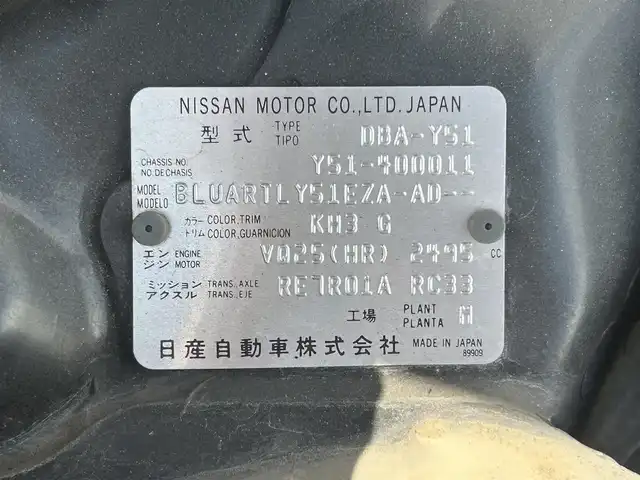 NISSAN MOTOR CO.,LTD. JAPAN
型式 TYPE TIPO DBA-Y51
CHASSIS NO. NO. DE CHASIS Y51-400011
MODEL MODELO BLUARTLY51EZA-AD--
カラー COLOR,TRIM トリム COLOR,GUARNICION KH3 G
エンジン ENGINE MOTOR VQ25(HR) 2495 CC
ミッション TRANS,AXLE アクスル TRANS,EJE RE7R01A RC33
工場 PLANT PLANTA M
日産自動車株式会社 MADE IN JAPAN
89909